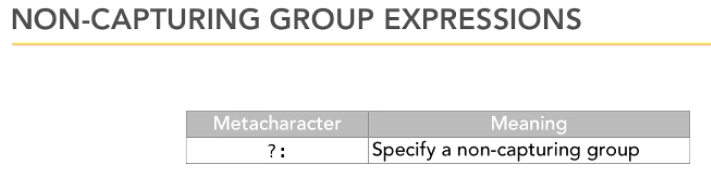 NON-CAPTURING GROUP EXPRESSIONS
Metacharacter Meaning
?: Specify a non-capturing group